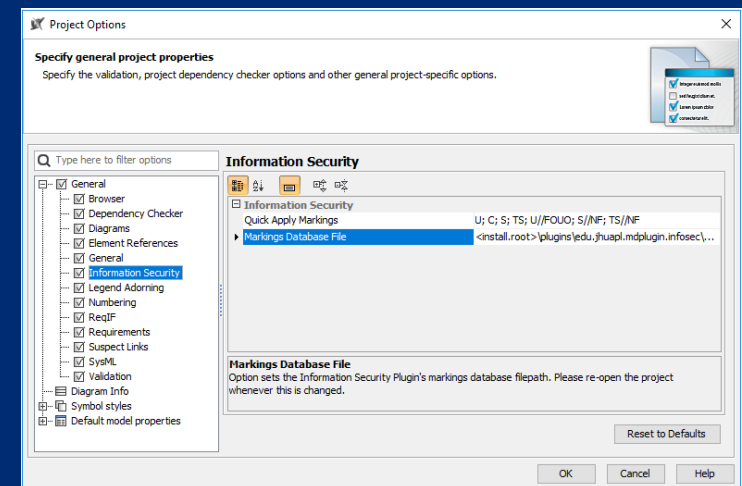 Project Options
Specify general project properties
Specify the validation, project dependency checker options and other general project-specific options.
Type here to filter options
General
Browser
Dependency Checker
Diagrams
Element References
General
Information Security
Legend Adorning
Numbering
ReqIF
Requirements
Suspect Links
SysML
Validation
Diagram Info
Symbol styles
Default model properties
Information Security
Information Security
Quick Apply Markings U; C; S; TS; U//FOUO; S//NF; TS//NF
Markings Database File <install.root>\plugins\edu.jhuapl.mdplugin.infosec\...
Markings Database File
Option sets the Information Security Plugin's markings database filepath. Please re-open the project
whenever this is changed.
Reset to Defaults
OK Cancel Help